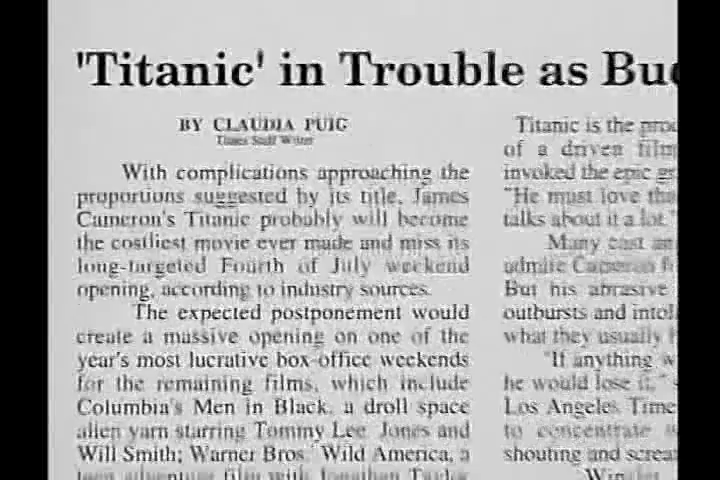 'Titanic' in Trouble as Bu
BY CLAUDIA PUIG
Times Staff Writer
With complications approaching the
proportions suggested by its title, James
Cameron's Titanic probably will become
the costliest movie ever made and miss its
long-targeted Fourth of July weekend
opening, according to industry sources.
The expected postponement would
create a massive opening on one of the
year's most lucrative box-office weekends
for the remaining films, which include
Columbia's Men in Black, a droll space
alien yarn starring Tommy Lee Jones and
Will Smith; Warner Bros.' Wild America, a
teen adventure film with Jonathan Taylor
Titanic is the pro
of a driven film
invoked the epic
"He must love
talks about it a lot."
Many cast
admire Cameron
But his abrasive
outbursts and
what they usually
"If anything
he would lose it,"
Los Angeles Time
to concentrate
shouting and